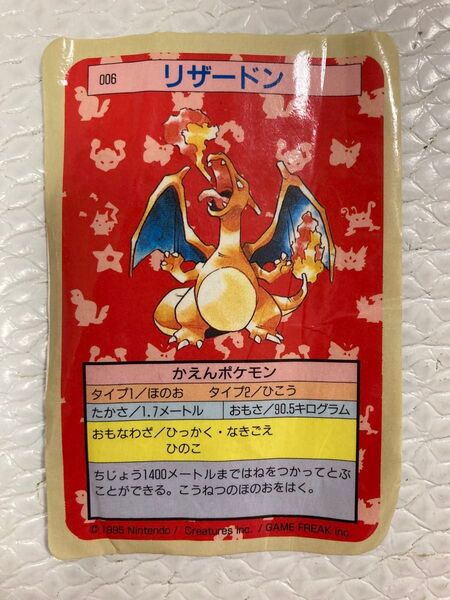 006 リザードン
かえんポケモン
タイプ1/ほのお タイプ2/ひこう
たかさ/1.7メートル おもさ/90.5キログラム
おもなわざ/ひっかく・なきごえ
ひのこ
ちじょう1400メートルまではねをつかってとぶ
ことができる。こうねつのほのおをはく。
© 1995 Nintendo / Creatures inc. / GAME FREAK inc.